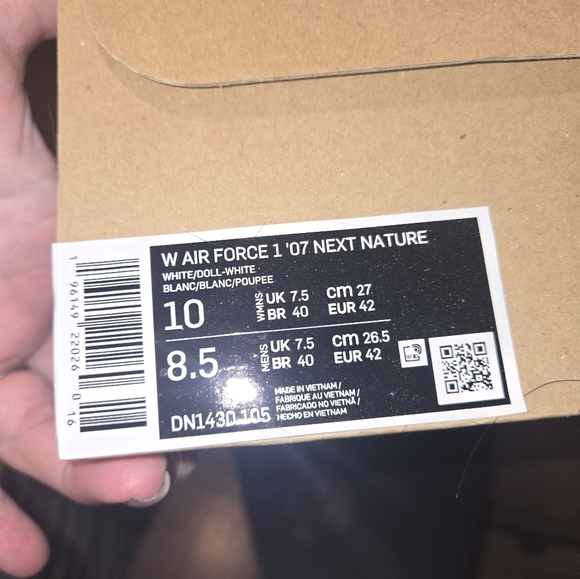 W AIR FORCE 1 '07 NEXT NATURE
WHITE/DOLL-WHITE
BLANC/BLANC/POUPEE
10
WMNS
UK 7.5 cm 27
BR 40 EUR 42
8.5
MENS
UK 7.5 cm 26.5
BR 40 EUR 42
MADE IN VIETNAM /
FABRIQUE AU VIETNAM /
FABRICADO NO VIETNÃ /
HECHO EN VIETNAM
DN1430 105
1 96149 22026 0 16